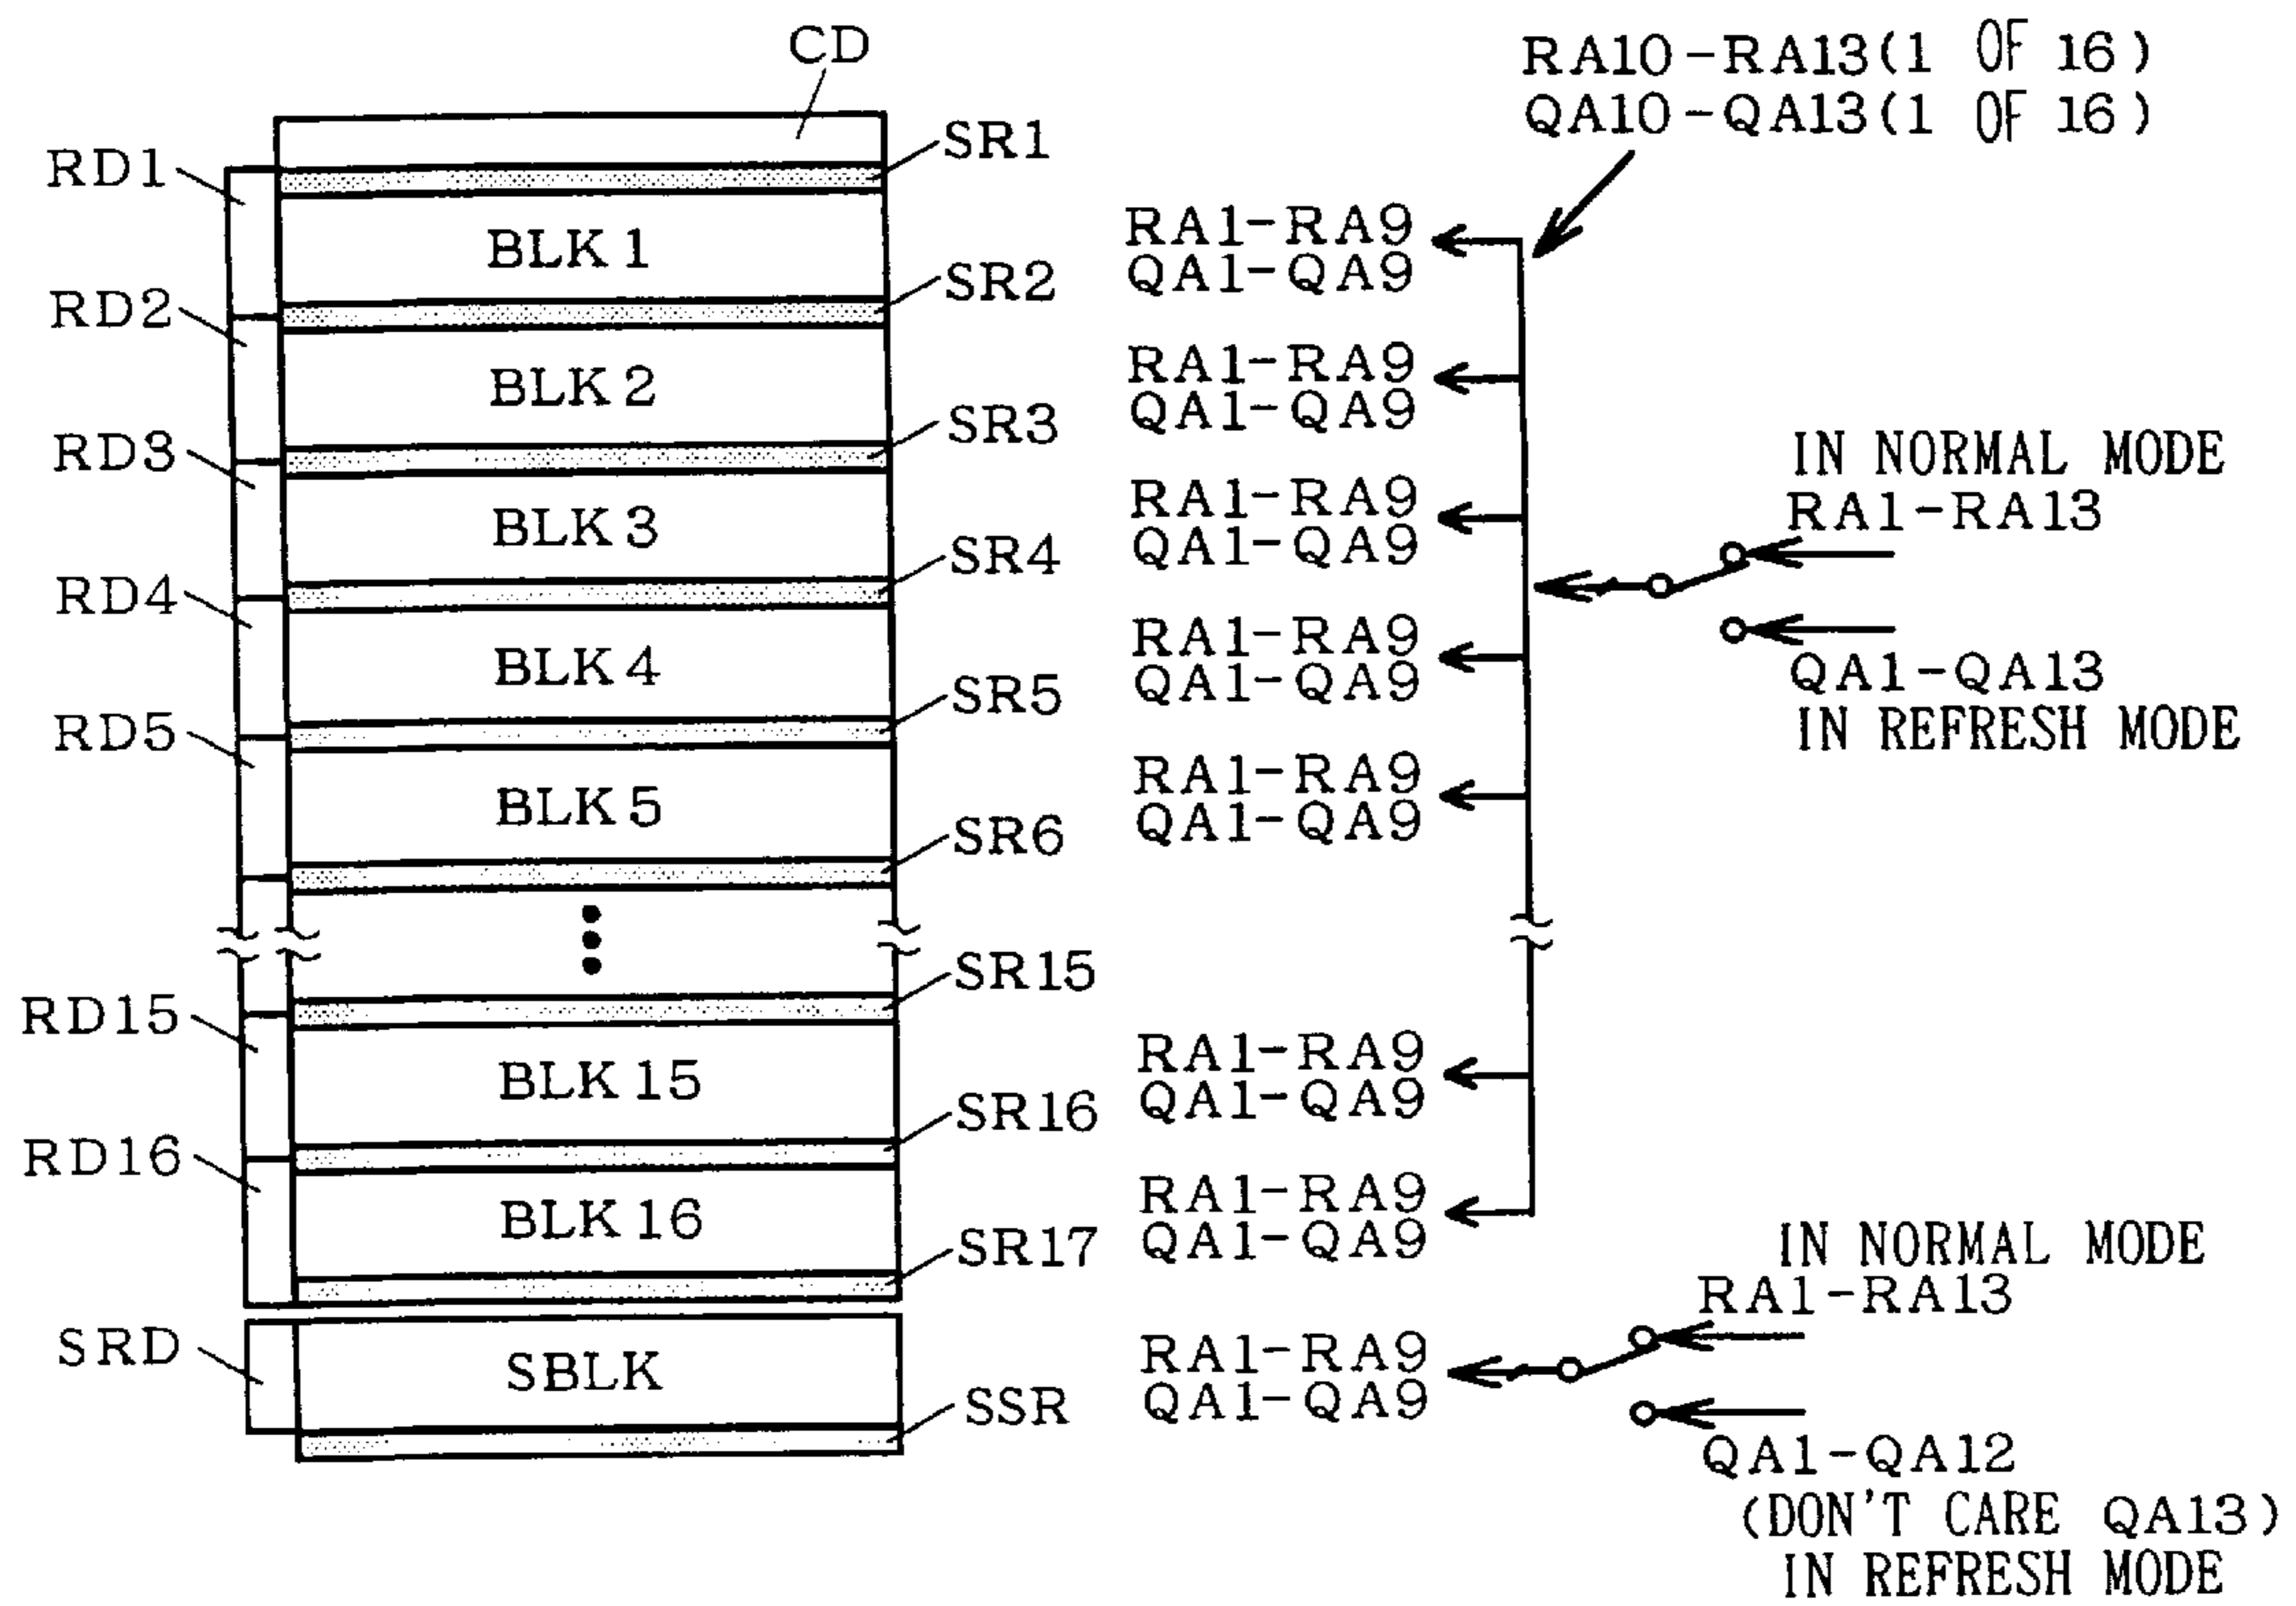 CD
RA10-RA13(1 OF 16)
QA10-QA13(1 OF 16)
RD1
SR1
BLK 1
RA1-RA9
QA1-QA9
RD2
SR2
BLK 2
RA1-RA9
QA1-QA9
RD3
SR3
BLK 3
RA1-RA9
QA1-QA9
IN NORMAL MODE
RA1-RA13
RD4
SR4
BLK 4
RA1-RA9
QA1-QA9
QA1-QA13
IN REFRESH MODE
RD5
SR5
BLK 5
RA1-RA9
QA1-QA9
SR6
RD15
SR15
BLK 15
RA1-RA9
QA1-QA9
RD16
SR16
BLK 16
RA1-RA9
QA1-QA9
SR17
IN NORMAL MODE
RA1-RA13
SRD
SBLK
RA1-RA9
QA1-QA9
SSR
QA1-QA12
(DON'T CARE QA13)
IN REFRESH MODE